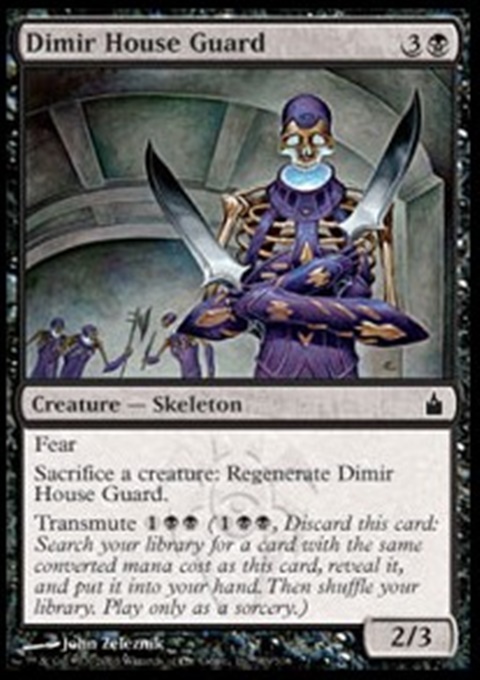 Dimir House Guard 3
Creature — Skeleton
Fear
Sacrifice a creature: Regenerate Dimir
House Guard.
Transmute 1 (1, Discard this card:
Search your library for a card with the same
converted mana cost as this card, reveal it,
and put it into your hand. Then shuffle your
library. Play only as a sorcery.)
John Zeleznik
2/3